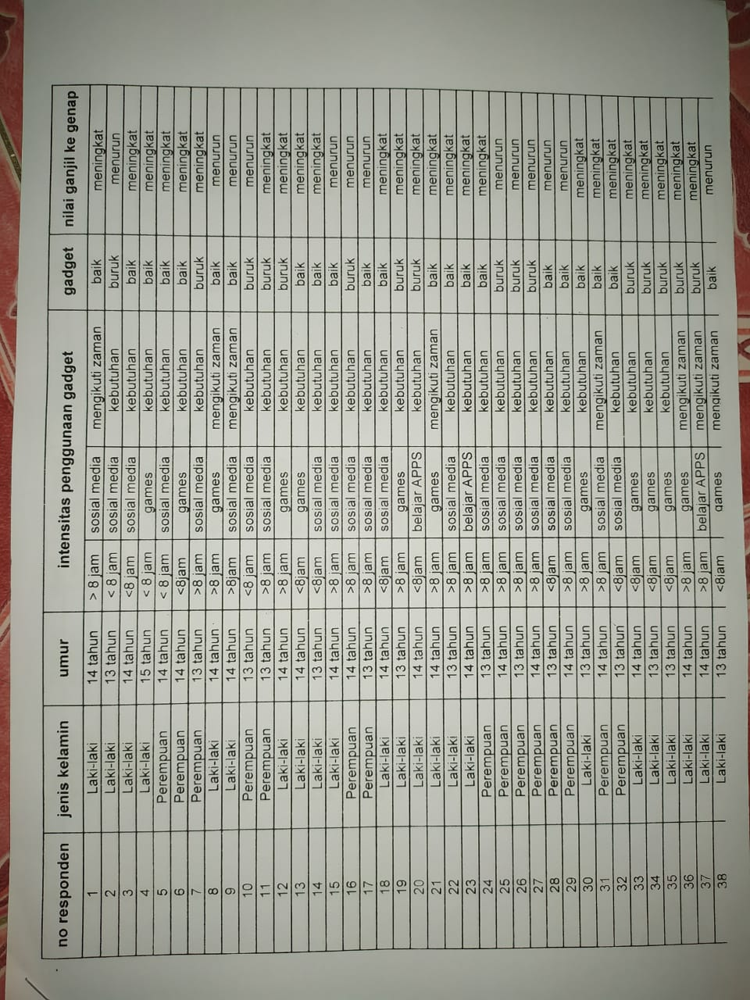 no responden jenis kelamin umur intensitas penggunaan gadget gadget nilai ganjil ke genap
1 Laki-laki 14 tahun > 8 jam sosial media mengikuti zaman baik meningkat
2 Laki-laki 13 tahun < 8 jam sosial media kebutuhan buruk menurun
3 Laki-laki 14 tahun <8 jam sosial media kebutuhan baik meningkat
4 Laki-laki 15 tahun < 8 jam games kebutuhan baik meningkat
5 Perempuan 14 tahun < 8 jam sosial media kebutuhan baik meningkat
6 Perempuan 14 tahun <8jam games kebutuhan baik meningkat
7 Perempuan 13 tahun >8 jam sosial media kebutuhan buruk meningkat
8 Laki-laki 14 tahun >8 jam games mengikuti zaman baik menurun
9 Laki-laki 14 tahun >8jam sosial media mengikuti zaman baik menurun
10 Perempuan 13 tahun <8 jam sosial media kebutuhan buruk menurun
11 Perempuan 13 tahun >8 jam sosial media kebutuhan buruk meningkat
12 Laki-laki 14 tahun >8 jam games kebutuhan buruk meningkat
13 Laki-laki 14 tahun <8jam games kebutuhan baik meningkat
14 Laki-laki 13 tahun <8jam sosial media kebutuhan baik meningkat
15 Laki-laki 14 tahun >8 jam sosial media kebutuhan baik menurun
16 Perempuan 14 tahun >8 jam sosial media kebutuhan buruk menurun
17 Perempuan 13 tahun >8 jam sosial media kebutuhan baik menurun
18 Laki-laki 14 tahun <8jam sosial media kebutuhan baik meningkat
19 Laki-laki 13 tahun >8 jam games kebutuhan buruk meningkat
20 Laki-laki 14 tahun <8jam belajar APPS kebutuhan buruk meningkat
21 Laki-laki 14 tahun >8 jam games mengikuti zaman baik meningkat
22 Laki-laki 13 tahun >8 jam sosial media kebutuhan baik meningkat
23 Laki-laki 14 tahun >8 jam belajar APPS kebutuhan baik meningkat
24 Perempuan 13 tahun >8 jam sosial media kebutuhan baik meningkat
25 Perempuan 14 tahun >8 jam sosial media kebutuhan buruk menurun
26 Perempuan 13 tahun >8 jam sosial media kebutuhan buruk menurun
27 Perempuan 14 tahun >8 jam sosial media kebutuhan buruk menurun
28 Perempuan 13 tahun <8jam sosial media kebutuhan baik menurun
29 Perempuan 14 tahun >8 jam sosial media kebutuhan baik menurun
30 Laki-laki 13 tahun >8 jam games kebutuhan baik meningkat
31 Perempuan 14 tahun >8 jam sosial media mengikuti zaman baik meningkat
32 Perempuan 13 tahun <8jam sosial media kebutuhan baik meningkat
33 Laki-laki 14 tahun <8jam games kebutuhan buruk meningkat
34 Laki-laki 14 tahun <8jam games kebutuhan buruk meningkat
35 Laki-laki 13 tahun <8jam games kebutuhan buruk meningkat
36 Laki-laki 14 tahun >8 jam games mengikuti zaman buruk meningkat
37 Laki-laki 14 tahun >8 jam belajar APPS mengikuti zaman buruk meningkat
38 Laki-laki 13 tahun <8jam games mengikuti zaman baik menurun